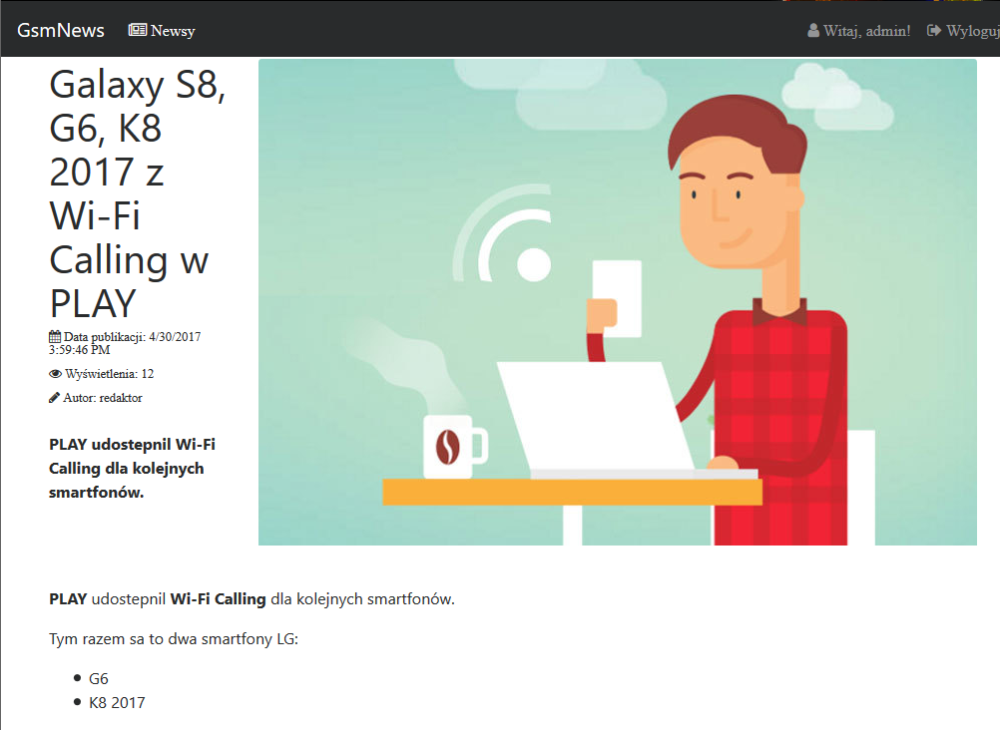 GsmNews Newsy Witaj, admin! Wyloguj
Galaxy S8,
G6, K8
2017 z
Wi-Fi
Calling w
PLAY
Data publikacji: 4/30/2017
3:59:46 PM
Wyświetlenia: 12
Autor: redaktor
PLAY udostepnil Wi-Fi
Calling dla kolejnych
smartfonów.
PLAY udostepnil Wi-Fi Calling dla kolejnych smartfonów.
Tym razem sa to dwa smartfony LG:
G6
K8 2017